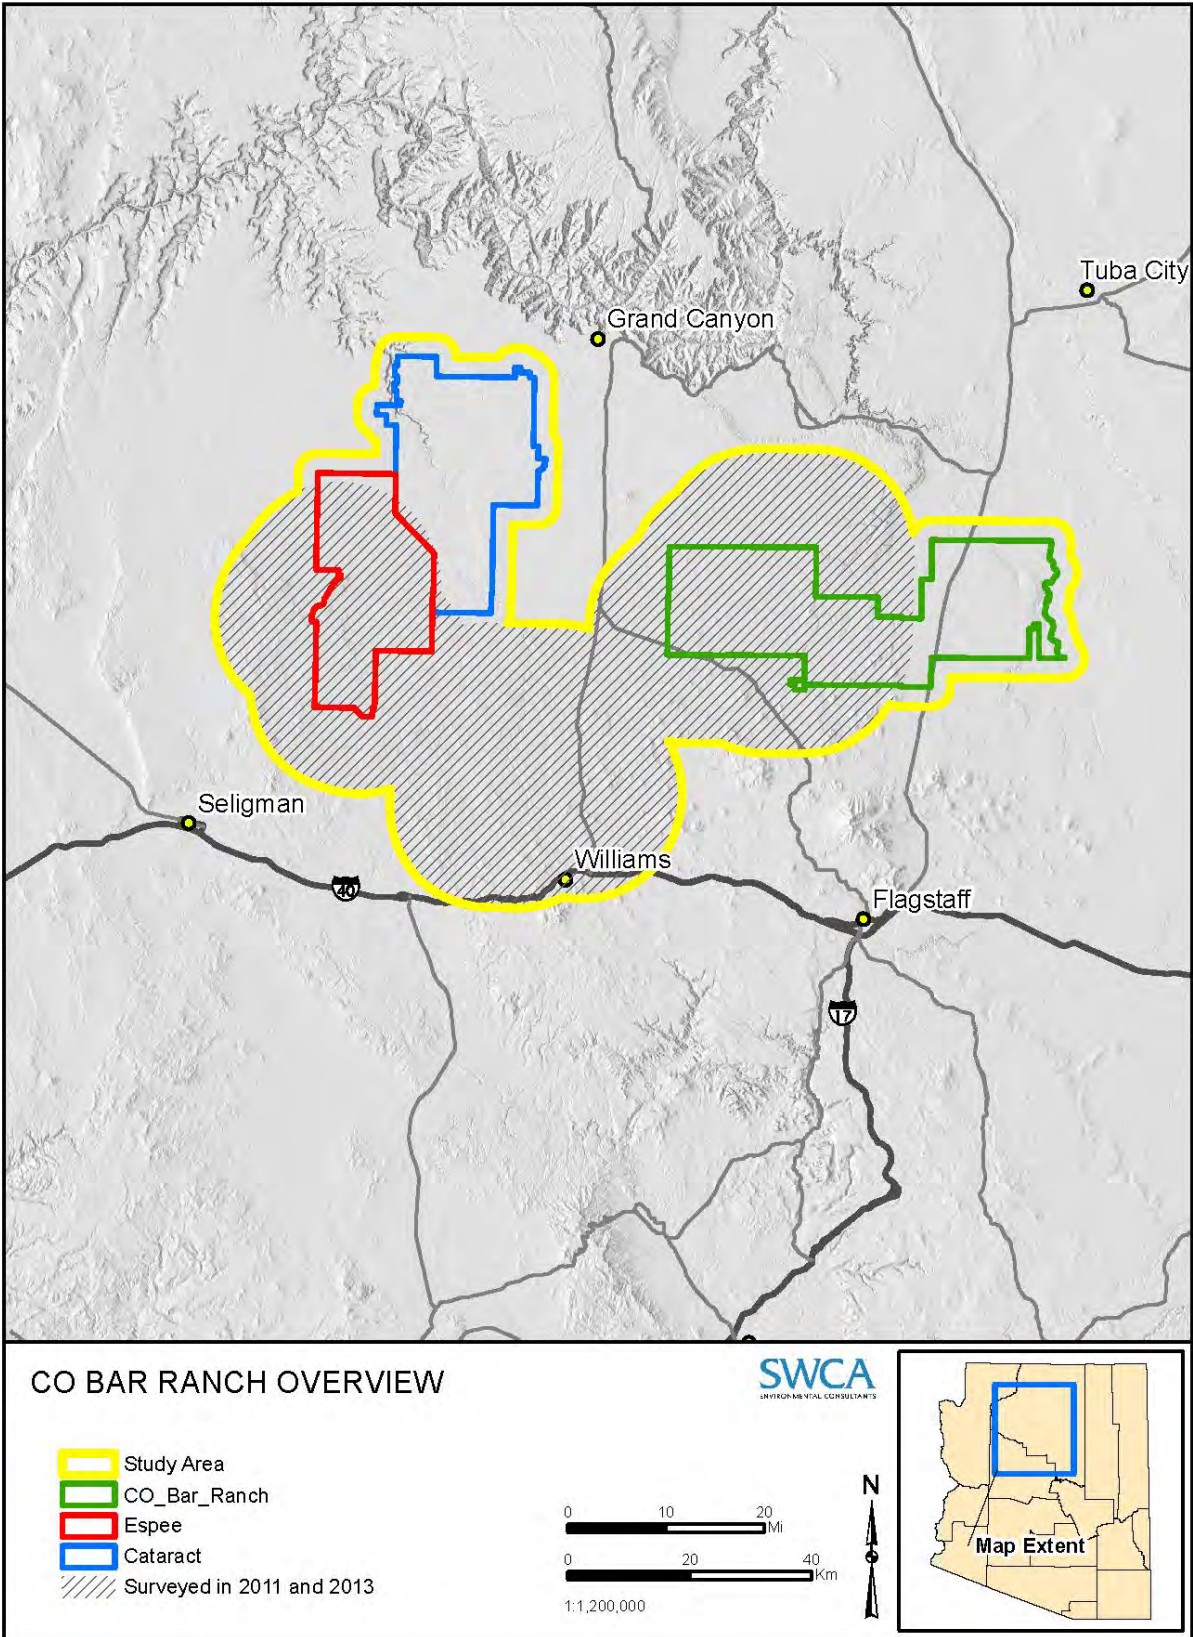 Tuba City
Grand Canyon
Seligman
Williams
40
Flagstaff
17
CO BAR RANCH OVERVIEW
SWCA
ENVIRONMENTAL CONSULTANTS
Study Area
CO_Bar_Ranch
Espee
Cataract
Surveyed in 2011 and 2013
0 10 20
Mi
0 20 40
Km
1:1,200,000
N
Map Extent